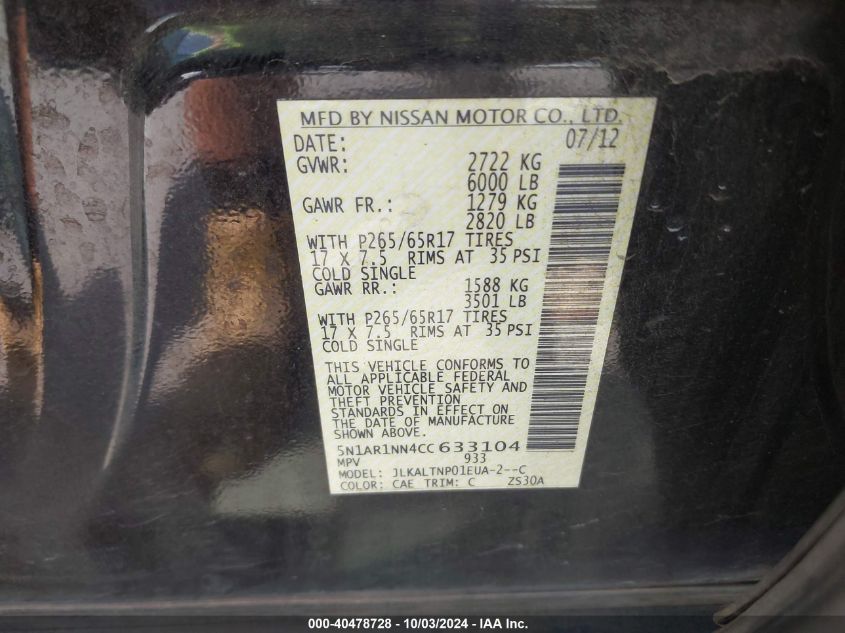 MFD BY NISSAN MOTOR CO., LTD.
DATE: 07/12
GVWR: 2722 KG
6000 LB
GAWR FR.: 1279 KG
2820 LB
WITH P265/65R17 TIRES
17 X 7.5 RIMS AT 35 PSI
COLD SINGLE
GAWR RR.: 1588 KG
3501 LB
WITH P265/65R17 TIRES
17 X 7.5 RIMS AT 35 PSI
COLD SINGLE
THIS VEHICLE CONFORMS TO
ALL APPLICABLE FEDERAL
MOTOR VEHICLE SAFETY AND
THEFT PREVENTION
STANDARDS IN EFFECT ON
THE DATE OF MANUFACTURE
SHOWN ABOVE.
5N1AR1NN4CC 633104
MPV 933
MODEL: JLKALTNP01EUA-2--C
COLOR: CAE TRIM: C ZS30A
000-40478728 - 10/03/2024 - IAA Inc.